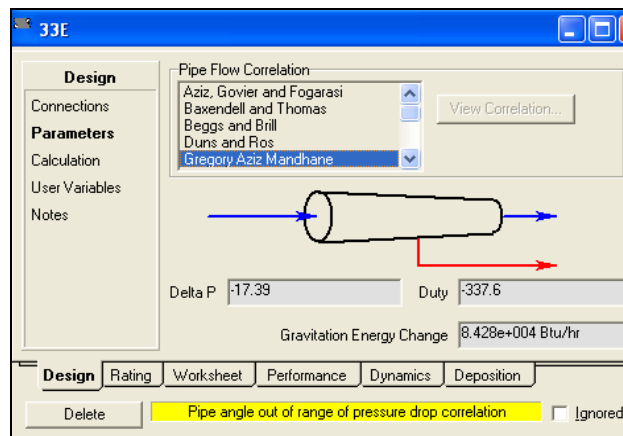 33E
Design
Connections
Parameters
Calculation
User Variables
Notes
Pipe Flow Correlation
Aziz, Govier and Fogarasi
Baxendell and Thomas
Beggs and Brill
Duns and Ros
Gregory Aziz Mandhane
View Correlation...
Delta P -17.39 Duty -337.6
Gravitation Energy Change 8.428e+004 Btu/hr
Design Rating Worksheet Performance Dynamics Deposition
Delete Pipe angle out of range of pressure drop correlation Ignored